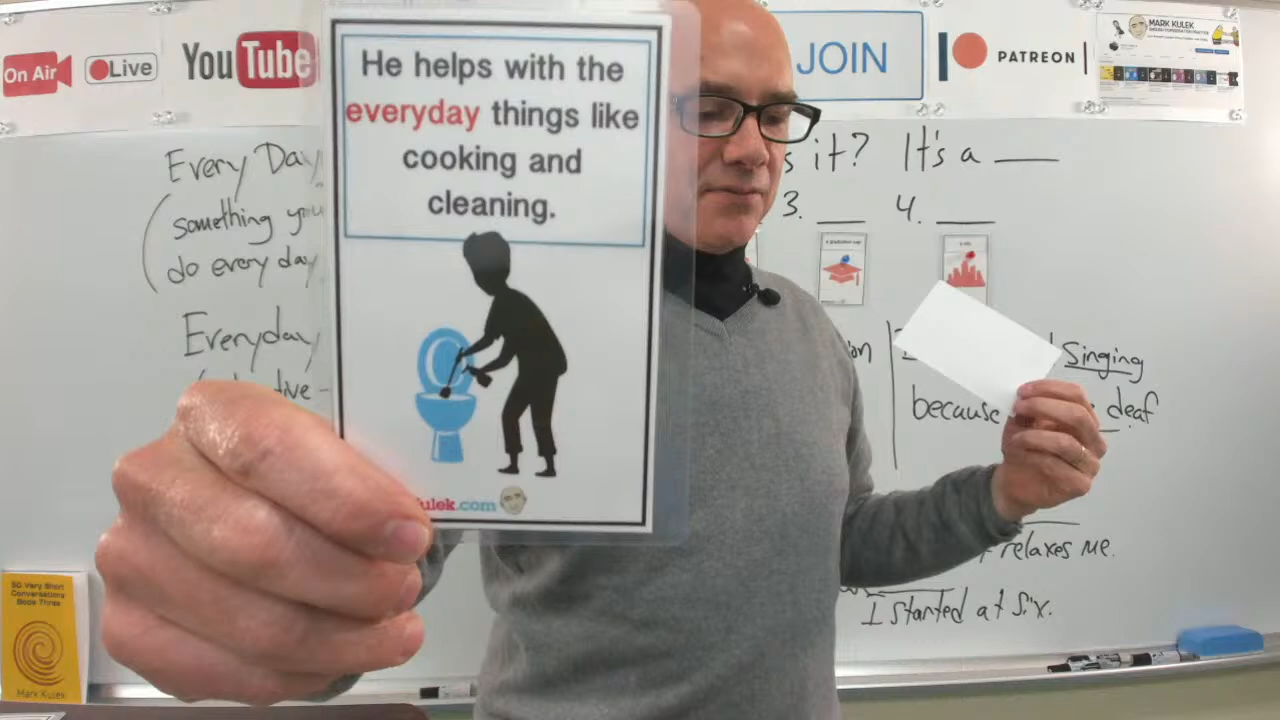 On Air
Live
YouTube
JOIN
PATREON
MARK KULEK
He helps with the
everyday things like
cooking and
cleaning.
ulek.com
Every Day
(something you
do every day
Everyday
s it? It's a
3. 4.
Singing
because deaf
relaxes me.
I started at six.
50 Very Short
Conversations
Book Three
Mark Kulek